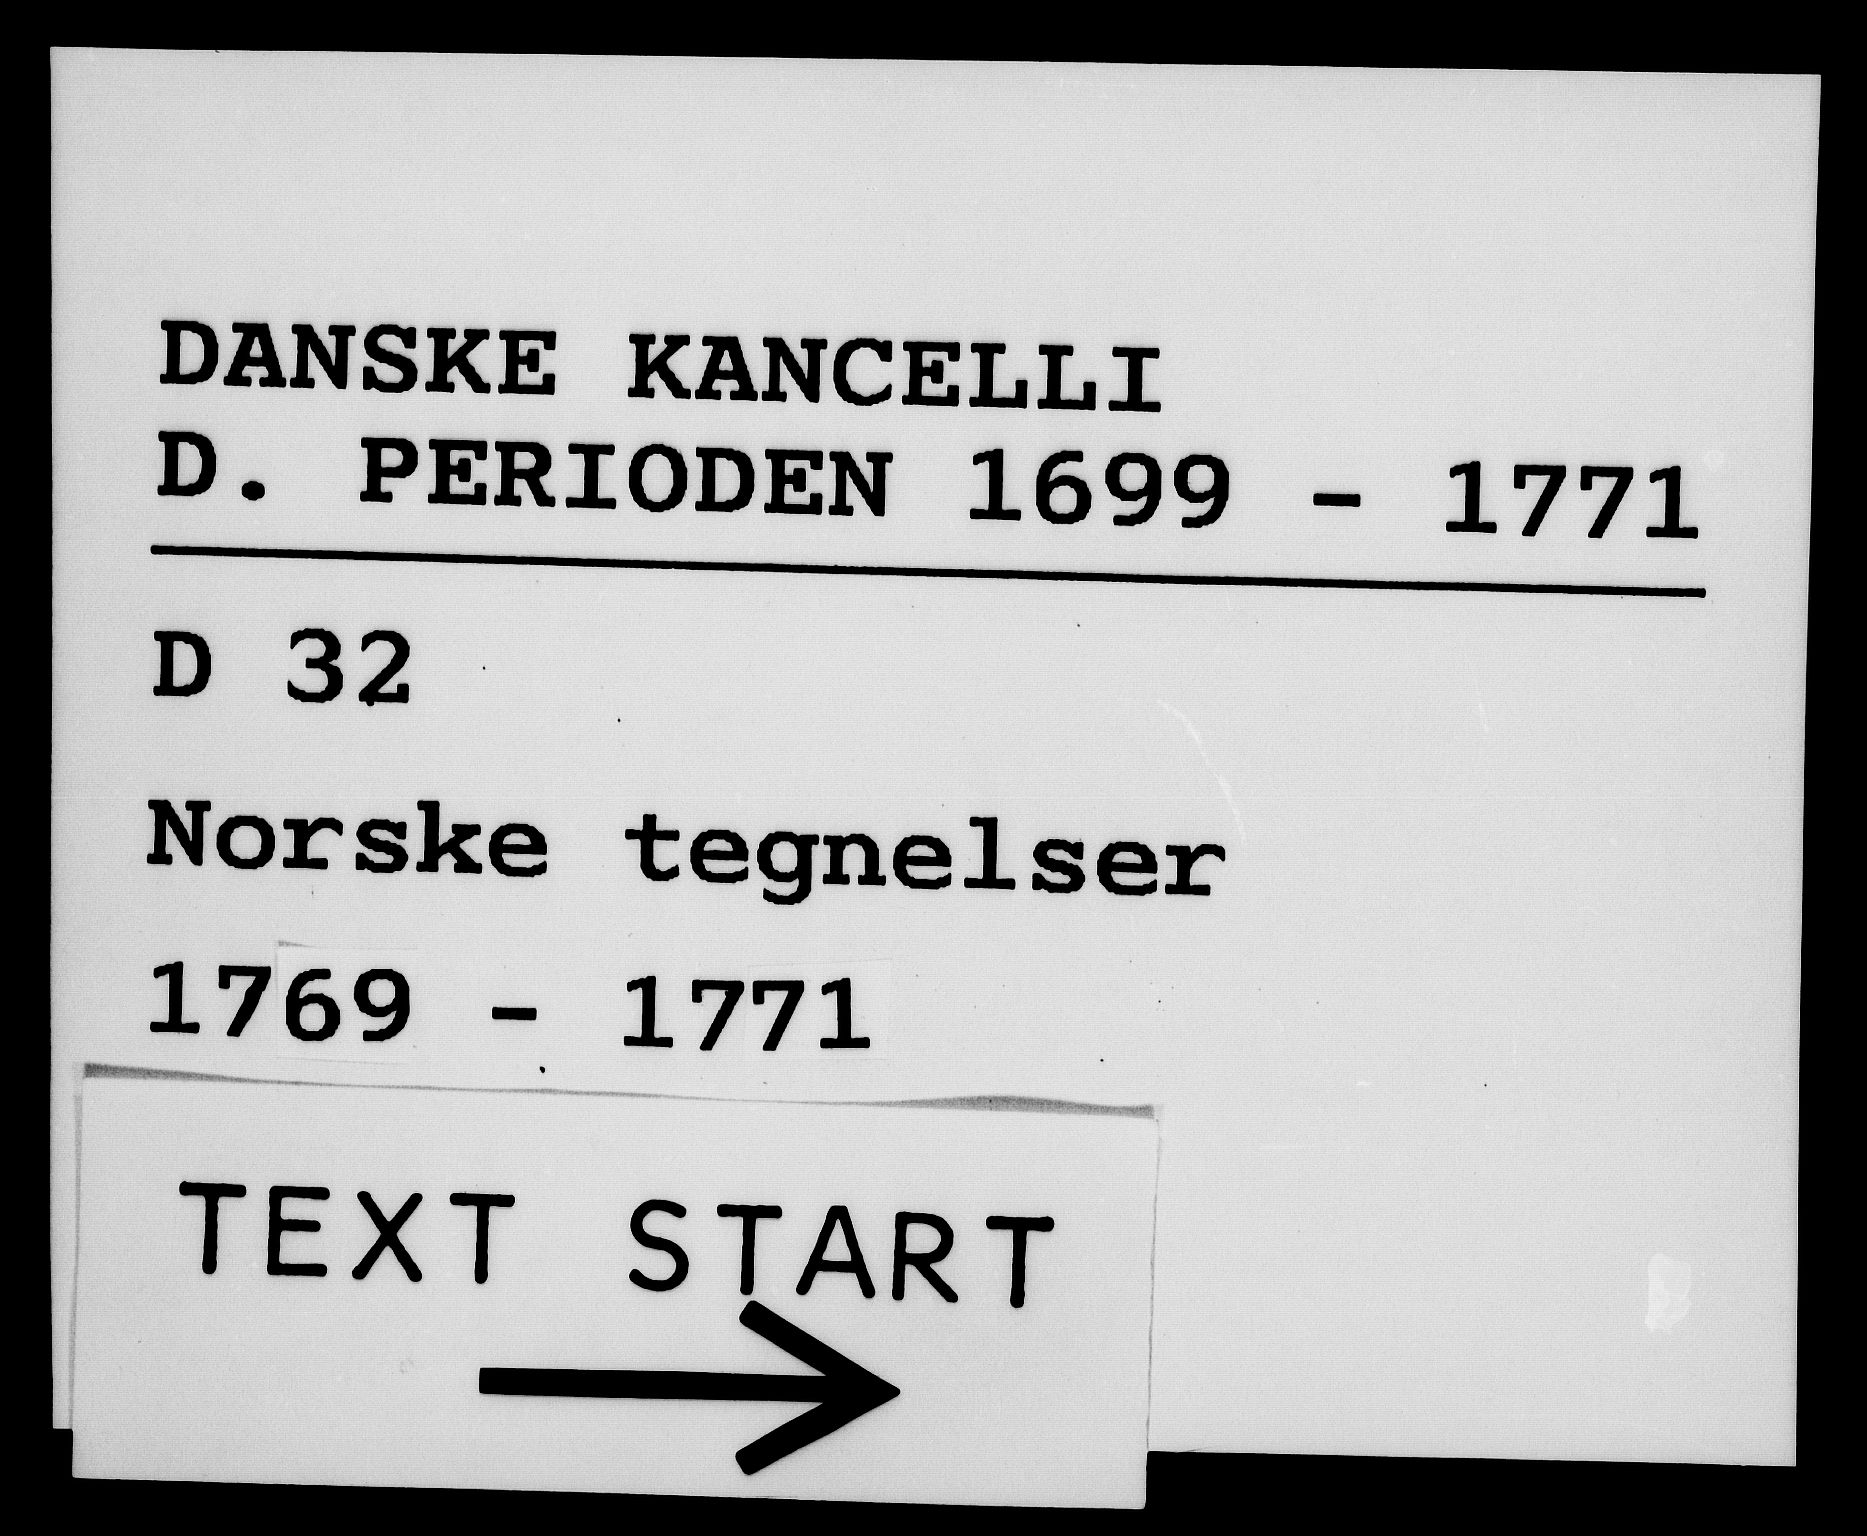 DANSKE KANCELLI
D. PERIODEN 1699 - 1771
D 32
Norske tegnelser
1769 - 1771
TEXT START